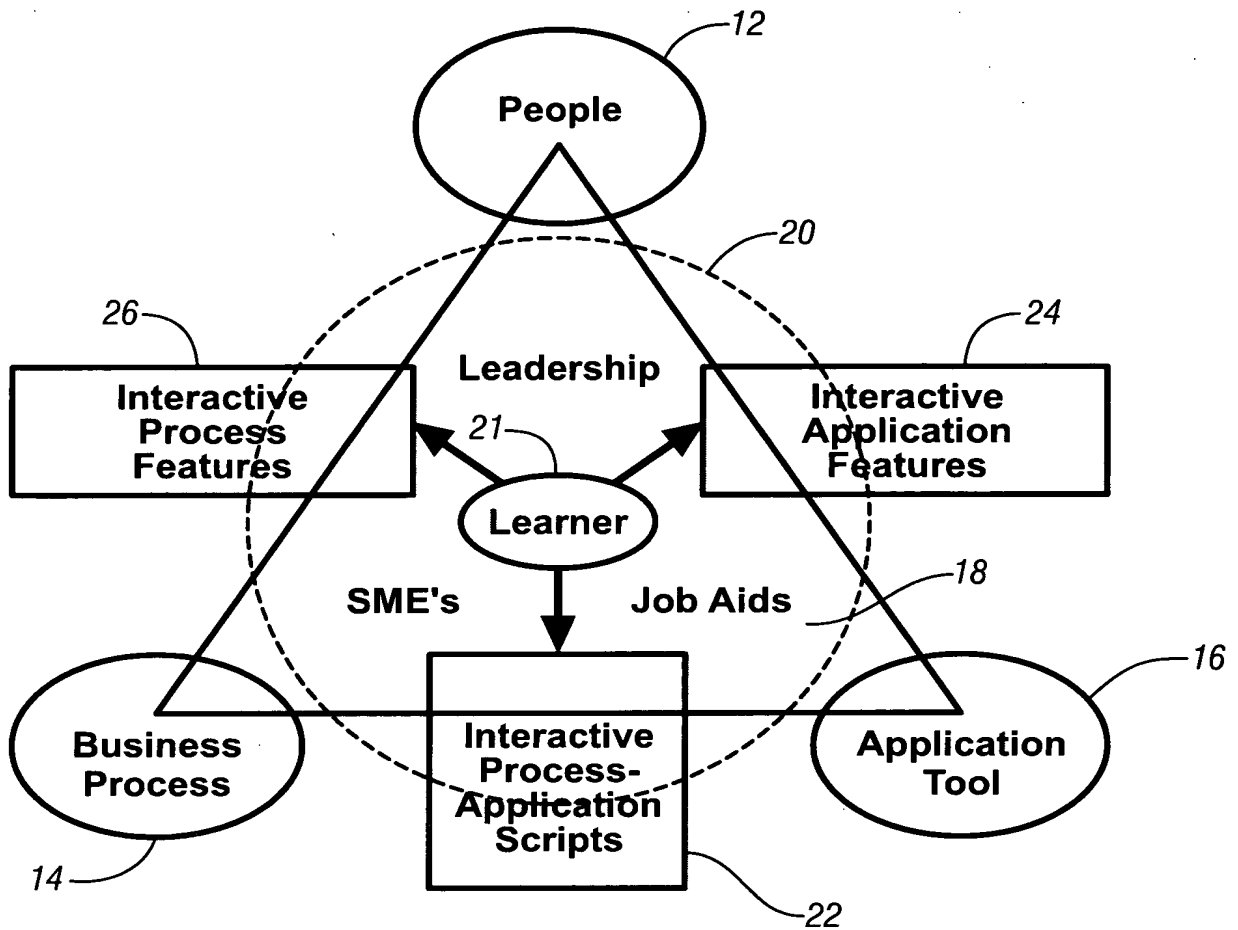 12
People
20
26
24
Leadership
Interactive
Process
Features
21
Interactive
Application
Features
Learner
SME's
Job Aids
18
16
Business
Process
Interactive
Process-
Application
Scripts
Application
Tool
14
22